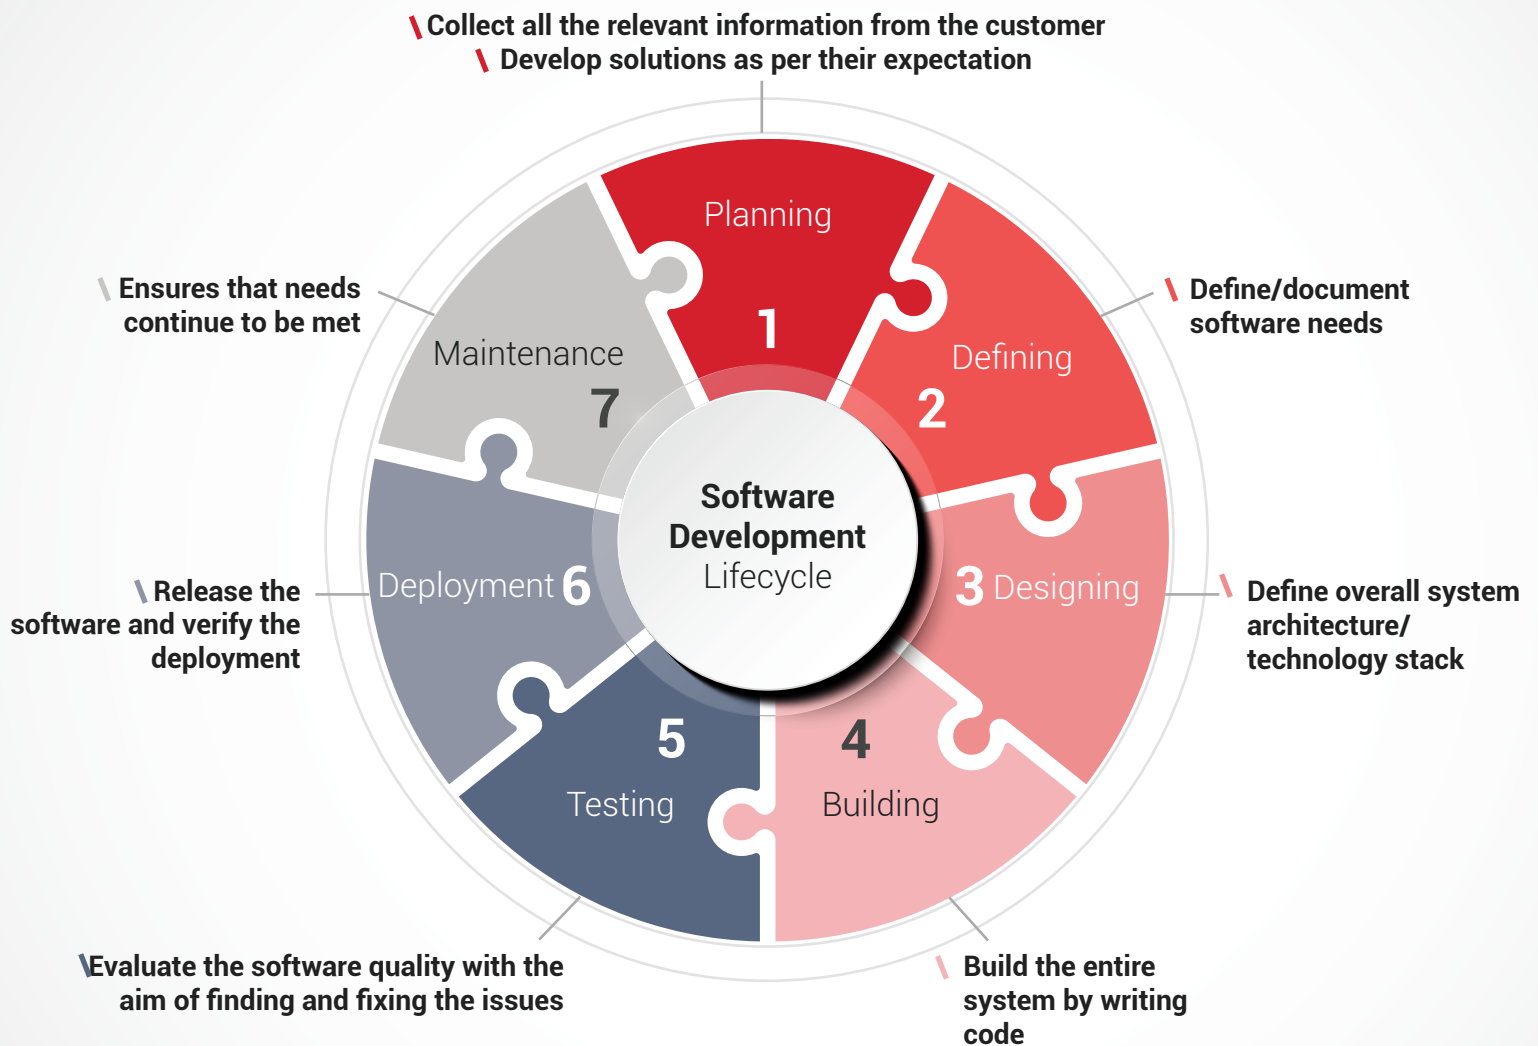 Collect all the relevant information from the customer
Develop solutions as per their expectation
Planning
1
Defining
2
Define/document
software needs
3 Designing
Define overall system
architecture/
technology stack
4
Building
Build the entire
system by writing
code
5
Testing
Evaluate the software quality with the
aim of finding and fixing the issues
Deployment 6
Release the
software and verify the
deployment
Maintenance
7
Ensures that needs
continue to be met
Software
Development
Lifecycle